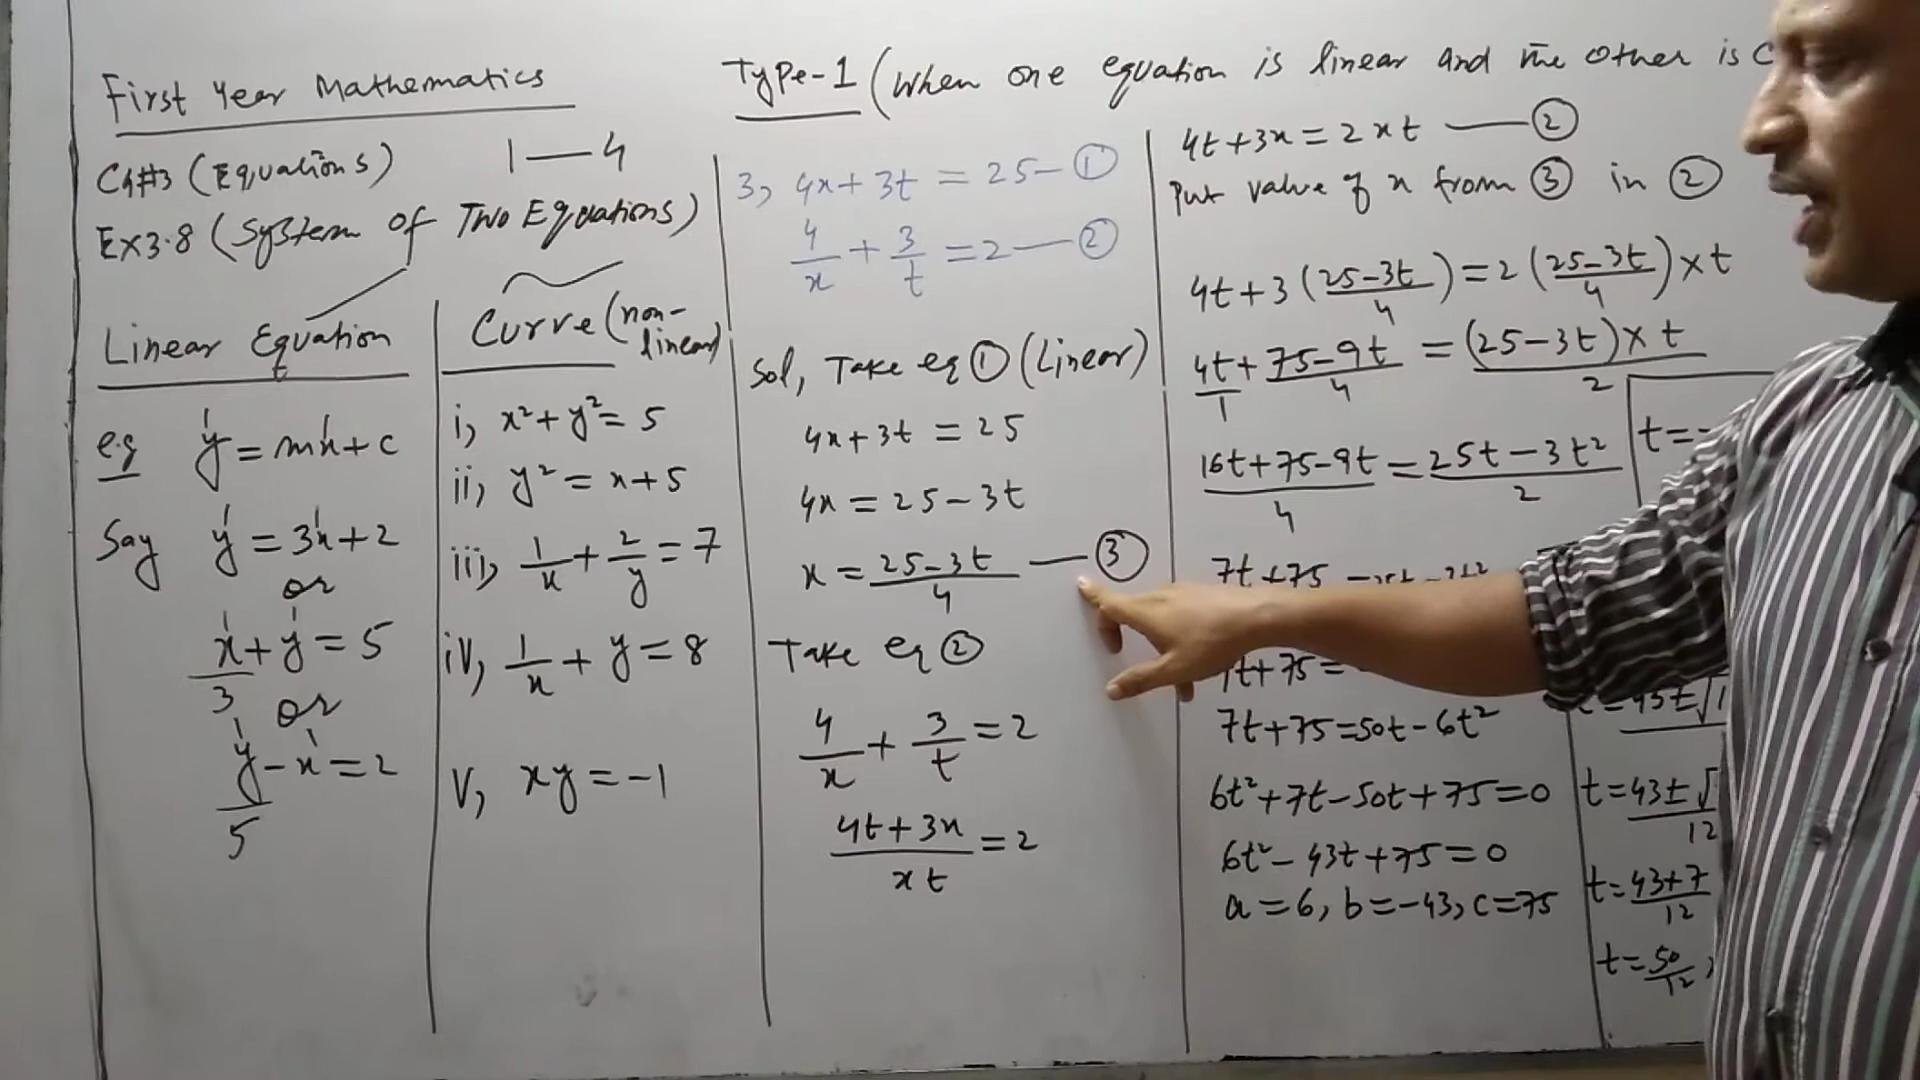 First Year Mathematics
Ch#3 (Equations) 1—4
Ex3.8 (System of Two Equations)
Linear Equation
e.g y = mx + c
Say y = 3x + 2
or
x/3 + y = 5
or
y/5 - x = 2
Curve (non-linear)
i, x² + y² = 5
ii, y² = x + 5
iii, 1/x + 2/y = 7
iv, 1/x + y = 8
v, xy = -1
Type-1 (When one equation is linear and the other is C
3, 4x + 3t = 25 — ①
4/x + 3/t = 2 — ②
Sol, Take eq ① (Linear)
4x + 3t = 25
4x = 25 - 3t
x = (25-3t)/4 — ③
Take eq ②
4/x + 3/t = 2
(4t + 3x)/(xt) = 2
4t + 3x = 2xt — ②
Put value of x from ③ in ②
4t + 3((25-3t)/4) = 2((25-3t)/4) × t
4t/1 + (75-9t)/4 = ((25-3t) × t)/2
(16t + 75 - 9t)/4 = (25t - 3t²)/2
7t + 75
7t + 75 =
7t + 75 = 50t - 6t²
6t² + 7t - 50t + 75 = 0
6t² - 43t + 75 = 0
a = 6, b = -43, c = 75
t = -
43 ± √1
t = (43 ± √)/12
t = (43+7)/12
t = 50/12,